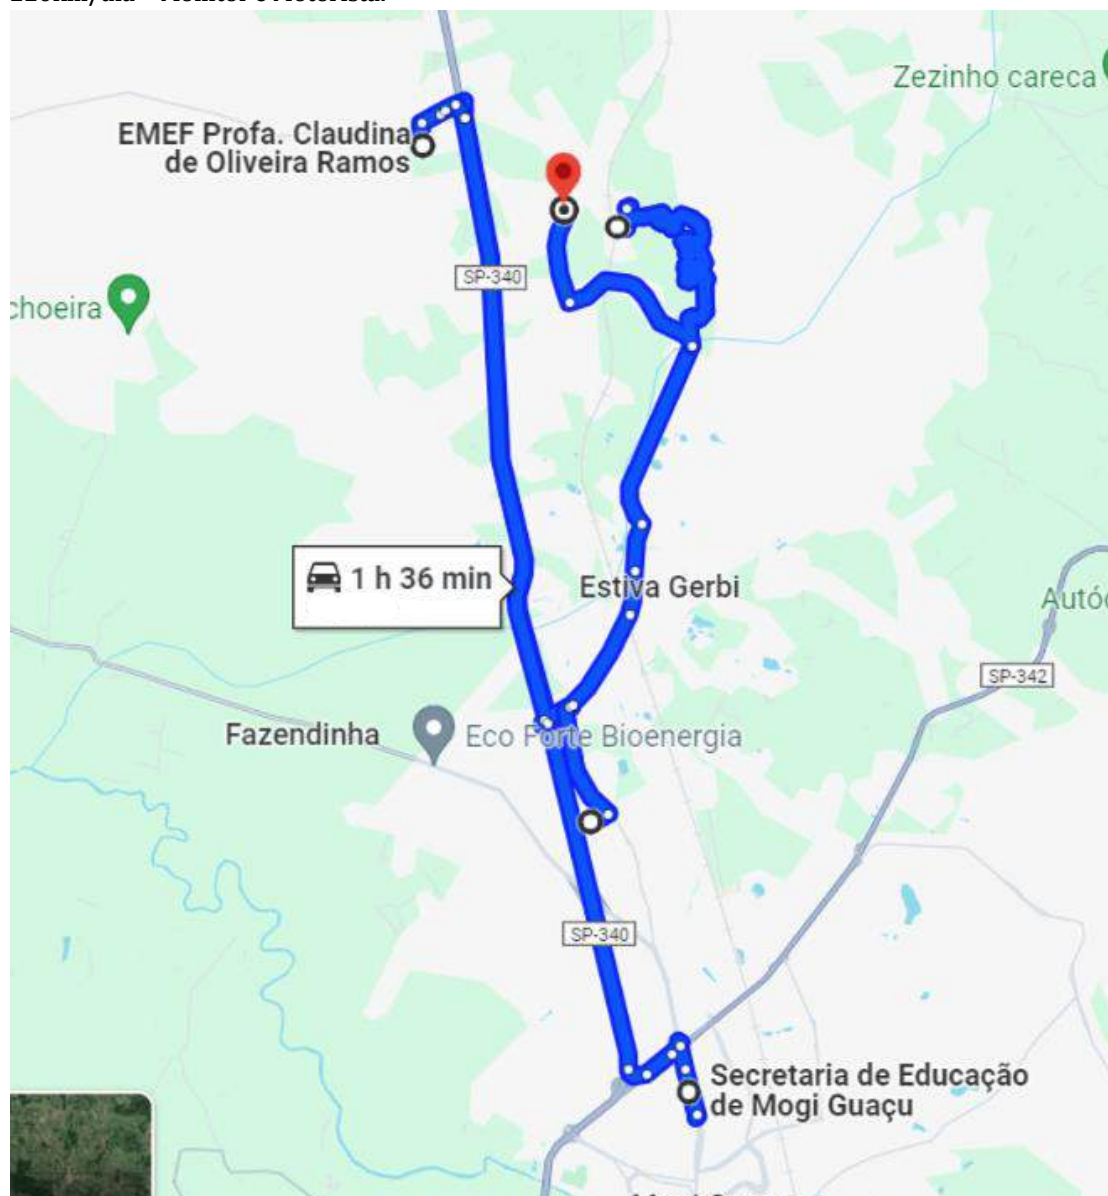 Zezinho careca
EMEF Profa. Claudina
de Oliveira Ramos
SP-340
choeira
1 h 36 min
Estiva Gerbi
Autód
SP-342
Fazendinha
Eco Forte Bioenergia
SP-340
Secretaria de Educação
de Mogi Guaçu